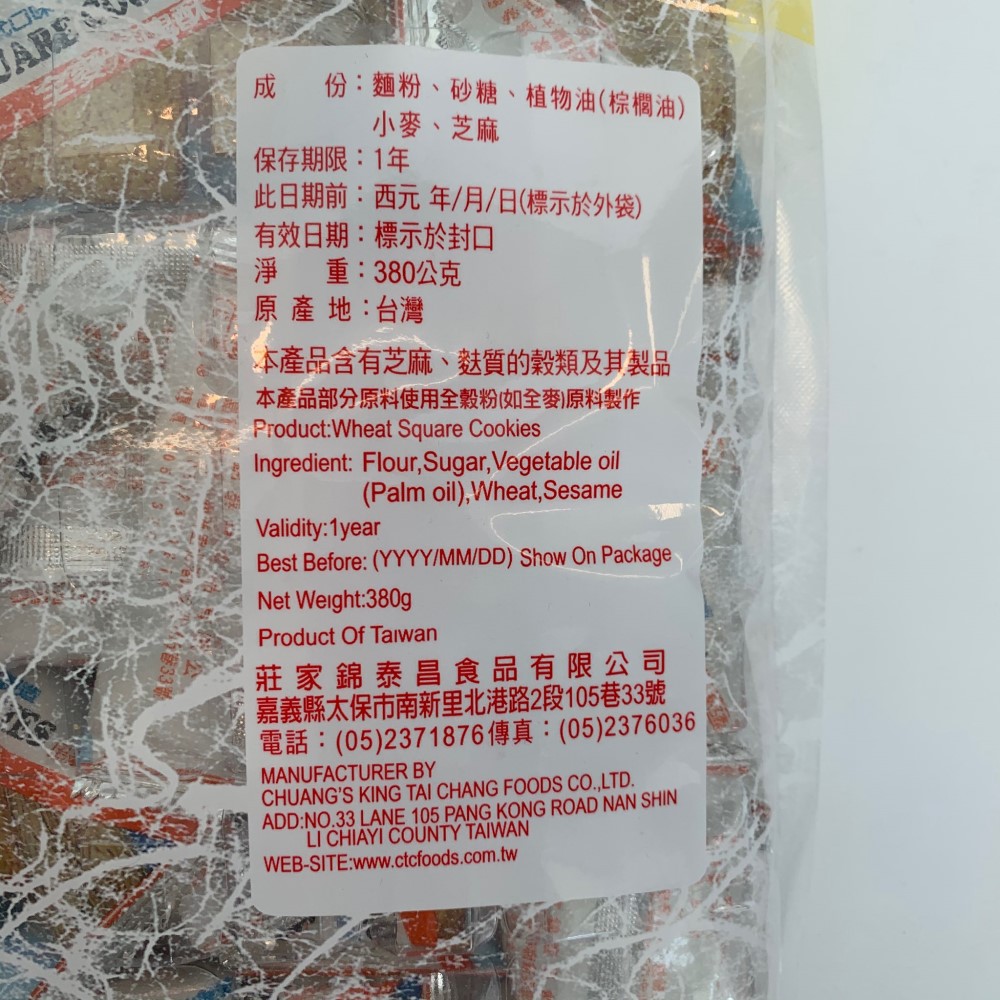 成　份：麵粉、砂糖、植物油(棕櫚油)
小麥、芝麻
保存期限：1年
此日期前：西元 年/月/日(標示於外袋)
有效日期：標示於封口
淨　重：380公克
原產地：台灣
本產品含有芝麻、麩質的穀類及其製品
本產品部分原料使用全穀粉(如全麥)原料製作
Product:Wheat Square Cookies
Ingredient: Flour,Sugar,Vegetable oil
(Palm oil),Wheat,Sesame
Validity:1year
Best Before: (YYYY/MM/DD) Show On Package
Net Weight:380g
Product Of Taiwan
莊家錦泰昌食品有限公司
嘉義縣太保市南新里北港路2段105巷33號
電話：(05)2371876傳真：(05)2376036
MANUFACTURER BY
CHUANG'S KING TAI CHANG FOODS CO.,LTD.
ADD:NO.33 LANE 105 PANG KONG ROAD NAN SHIN
LI CHIAYI COUNTY TAIWAN
WEB-SITE:www.ctcfoods.com.tw